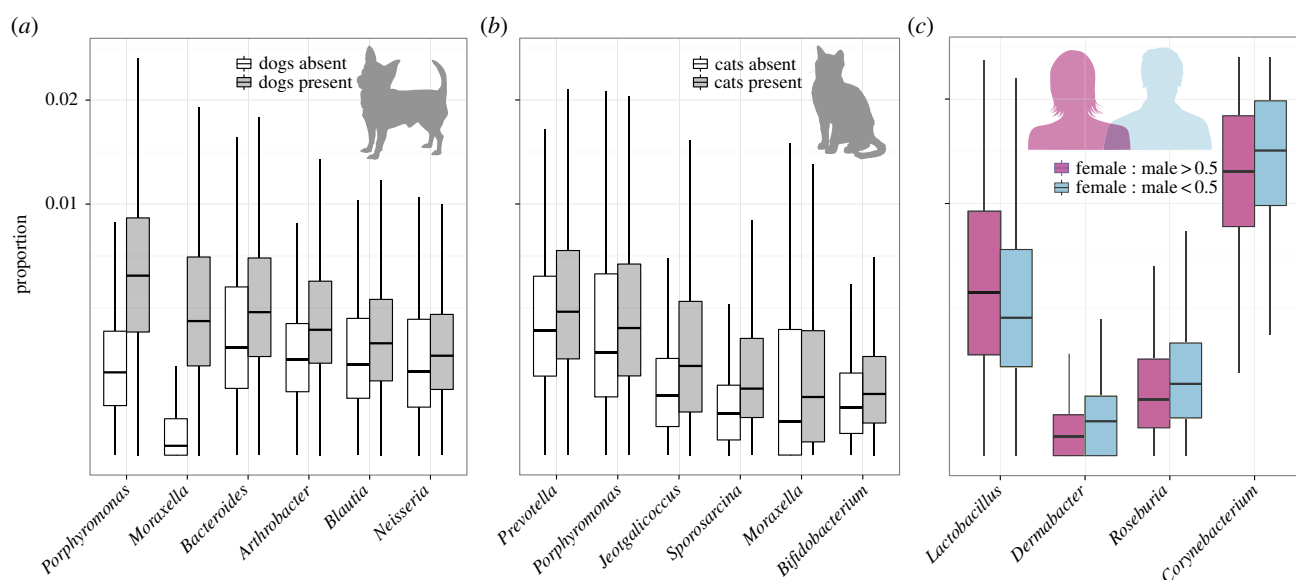 (a)
dogs absent
dogs present
0.02
0.01
proportion
Porphyromonas
Moraxella
Bacteroides
Arthrobacter
Blautia
Neisseria
(b)
cats absent
cats present
Prevotella
Porphyromonas
Jeotgalicoccus
Sporosarcina
Moraxella
Bifidobacterium
(c)
female : male > 0.5
female : male < 0.5
Lactobacillus
Dermabacter
Roseburia
Corynebacterium